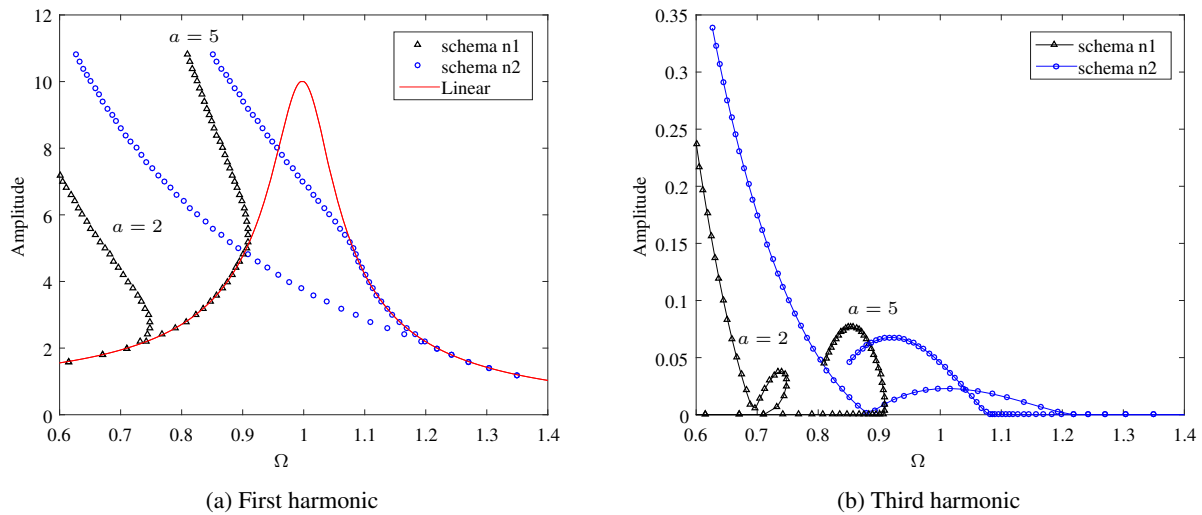 12
10
8
6
4
2
0
Amplitude
a = 5
a = 2
schema n1
schema n2
Linear
0.6 0.7 0.8 0.9 1 1.1 1.2 1.3 1.4
Ω
(a) First harmonic
0.35
0.3
0.25
0.2
0.15
0.1
0.05
0
Amplitude
schema n1
schema n2
a = 5
a = 2
0.6 0.7 0.8 0.9 1 1.1 1.2 1.3 1.4
Ω
(b) Third harmonic